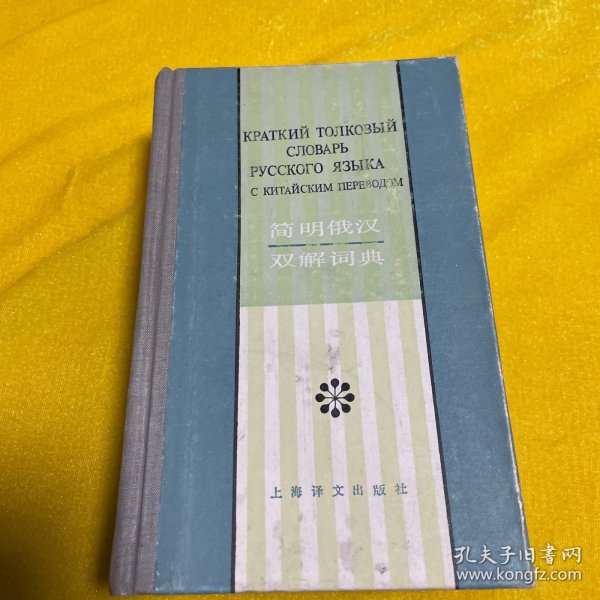 КРАТКИЙ ТОЛКОВЫЙ
СЛОВАРЬ
РУССКОГО ЯЗЫКА
С КИТАЙСКИМ ПЕРЕВОДОМ
简明俄汉
双解词典
上海译文出版社
孔夫子旧書网
www.kongfz.com